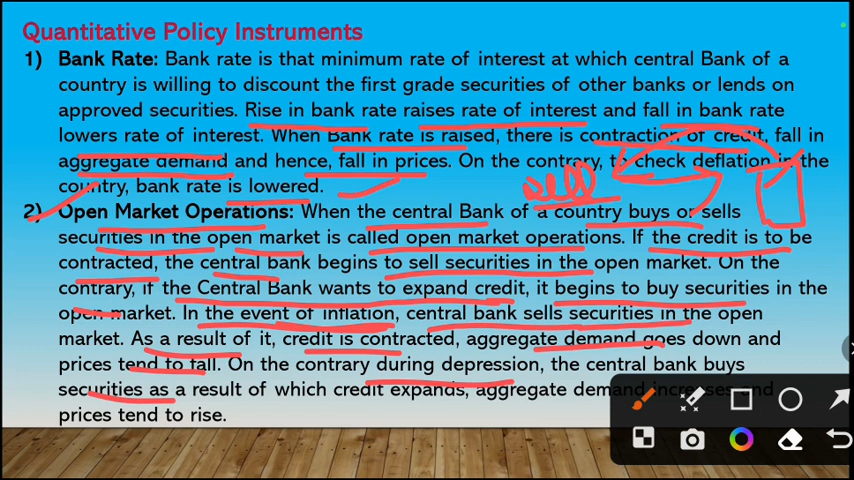 Quantitative Policy Instruments
1) Bank Rate: Bank rate is that minimum rate of interest at which central Bank of a
country is willing to discount the first grade securities of other banks or lends on
approved securities. Rise in bank rate raises rate of interest and fall in bank rate
lowers rate of interest. When bank rate is raised, there is contraction of credit, fall in
aggregate demand and hence, fall in prices. On the contrary, to check deflation in the
country, bank rate is lowered.
2) Open Market Operations: When the central Bank of a country buys or sells
securities in the open market is called open market operations. If the credit is to be
contracted, the central bank begins to sell securities in the open market. On the
contrary, if the Central Bank wants to expand credit, it begins to buy securities in the
open market. In the event of inflation, central bank sells securities in the open
market. As a result of it, credit is contracted, aggregate demand goes down and
prices tend to fall. On the contrary during depression, the central bank buys
securities as a result of which credit expands, aggregate demand increases and
prices tend to rise.